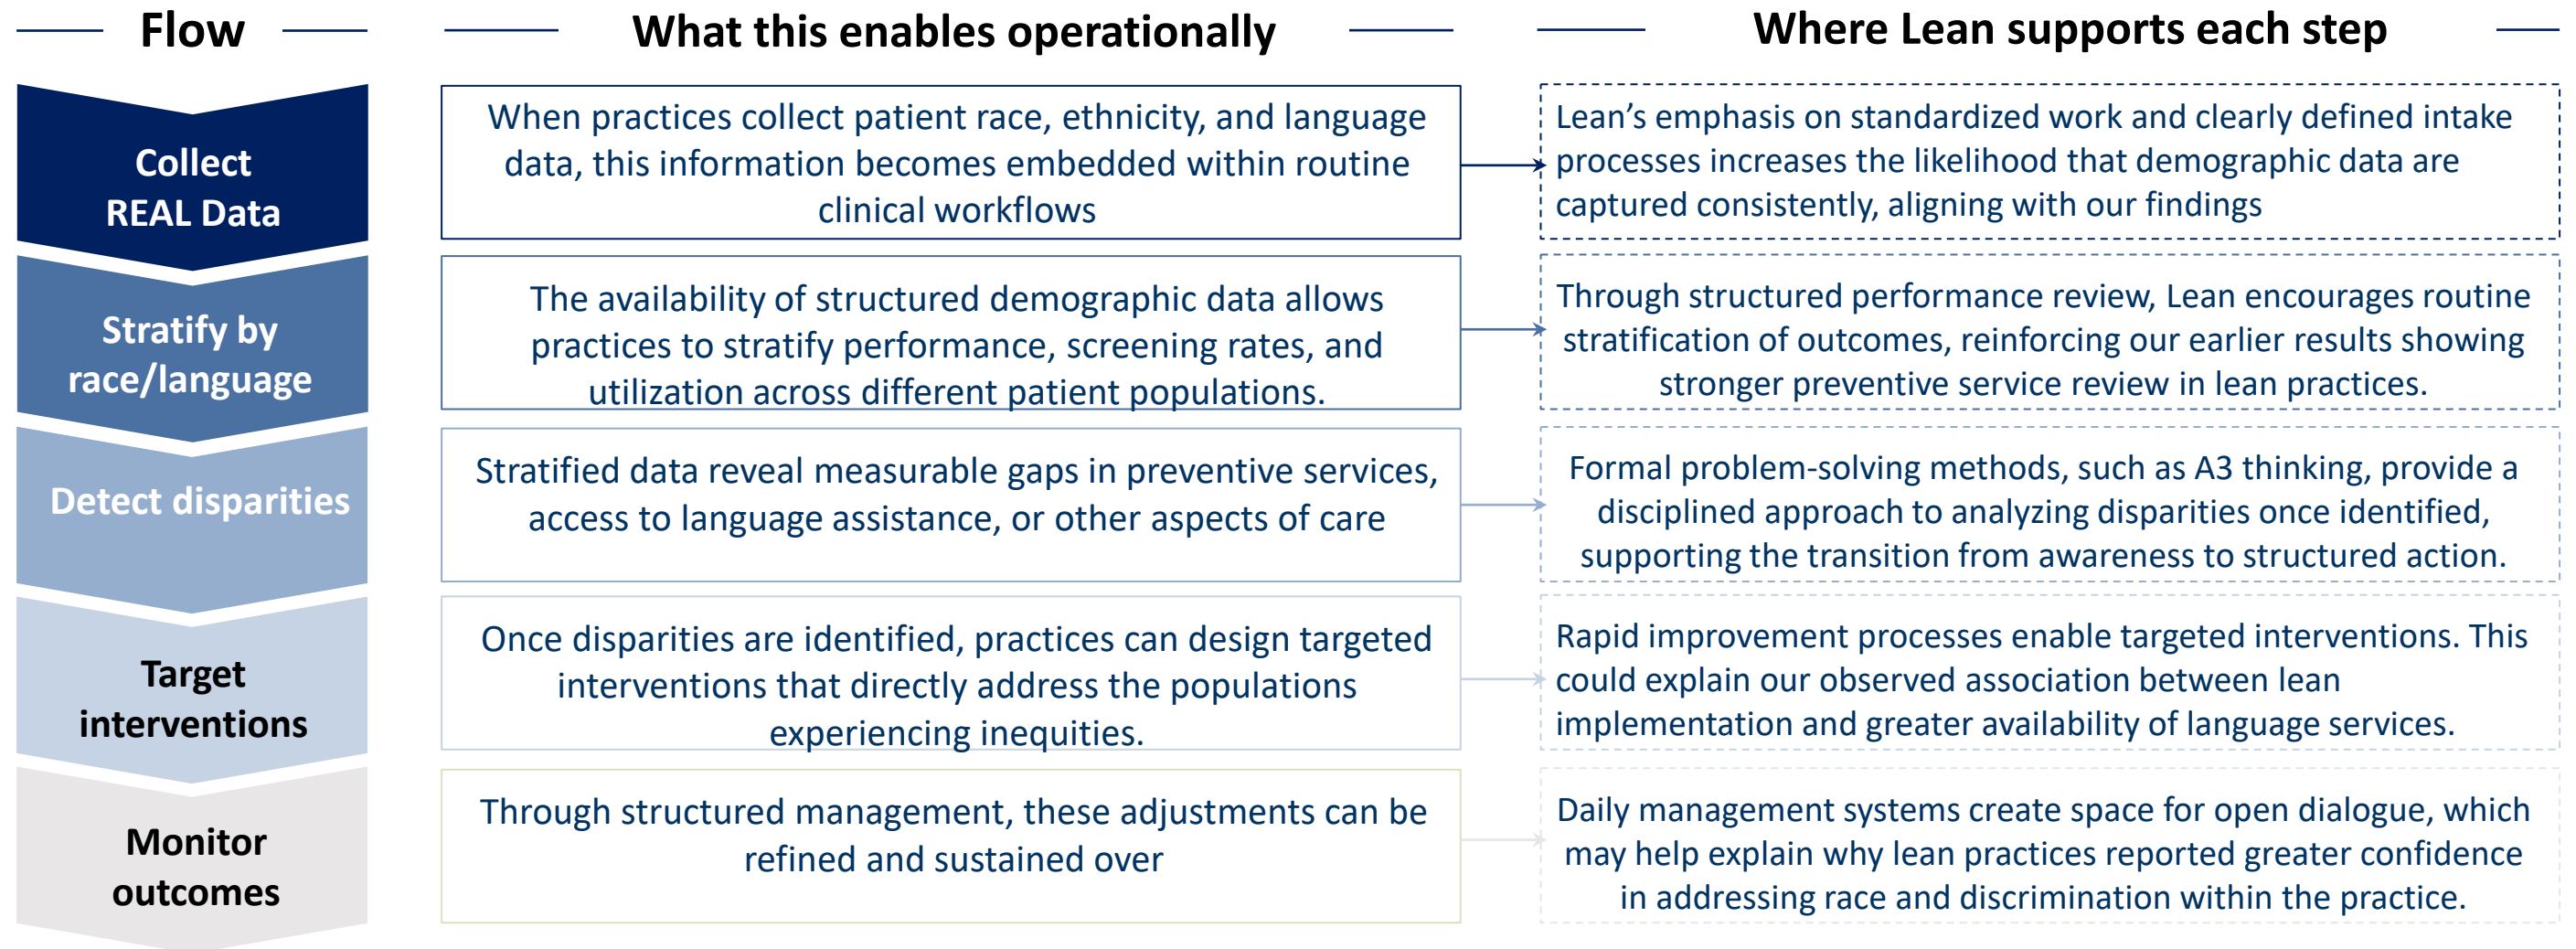 Flow
What this enables operationally
Where Lean supports each step
Collect
REAL Data
When practices collect patient race, ethnicity, and language
data, this information becomes embedded within routine
clinical workflows
Lean’s emphasis on standardized work and clearly defined intake
processes increases the likelihood that demographic data are
captured consistently, aligning with our findings
Stratify by
race/language
The availability of structured demographic data allows
practices to stratify performance, screening rates, and
utilization across different patient populations.
Through structured performance review, Lean encourages routine
stratification of outcomes, reinforcing our earlier results showing
stronger preventive service review in lean practices.
Detect disparities
Stratified data reveal measurable gaps in preventive services,
access to language assistance, or other aspects of care
Formal problem-solving methods, such as A3 thinking, provide a
disciplined approach to analyzing disparities once identified,
supporting the transition from awareness to structured action.
Target
interventions
Once disparities are identified, practices can design targeted
interventions that directly address the populations
experiencing inequities.
Rapid improvement processes enable targeted interventions. This
could explain our observed association between lean
implementation and greater availability of language services.
Monitor
outcomes
Through structured management, these adjustments can be
refined and sustained over
Daily management systems create space for open dialogue, which
may help explain why lean practices reported greater confidence
in addressing race and discrimination within the practice.